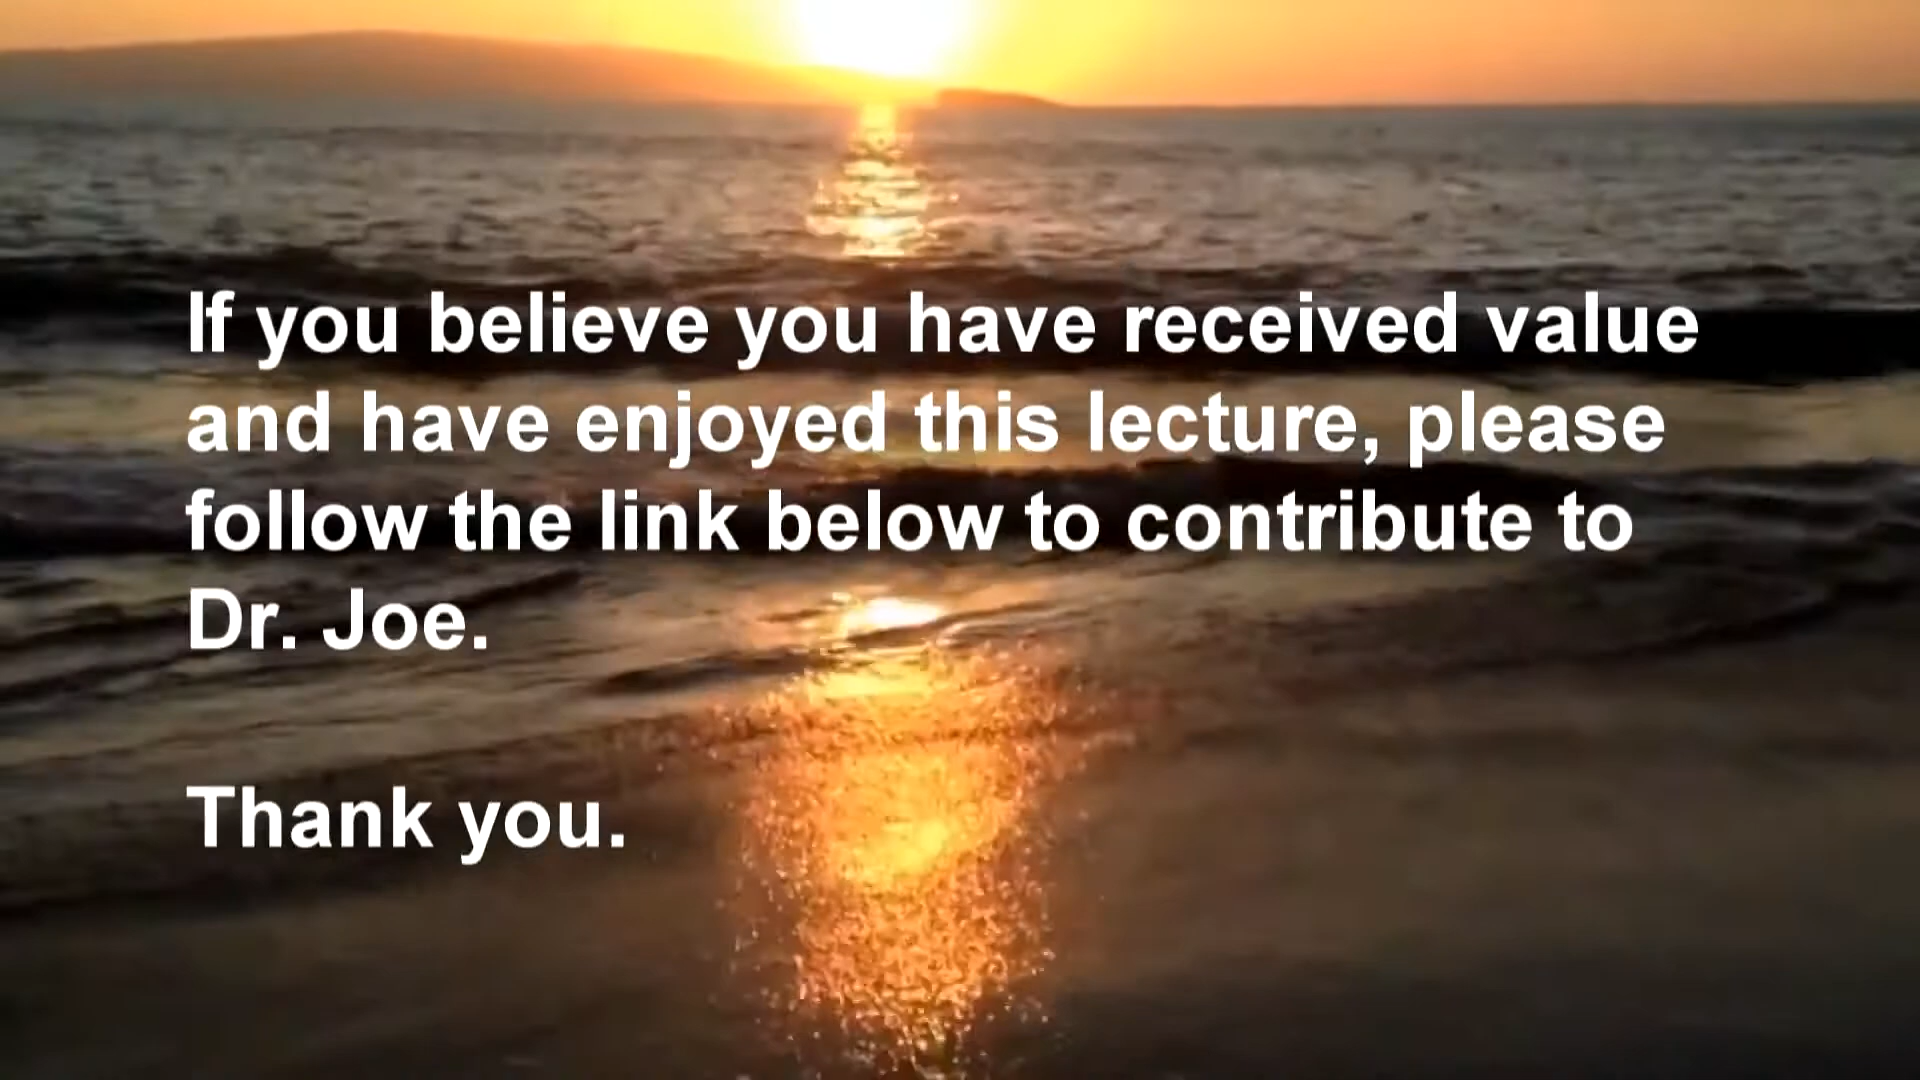 If you believe you have received value
and have enjoyed this lecture, please
follow the link below to contribute to
Dr. Joe.
Thank you.